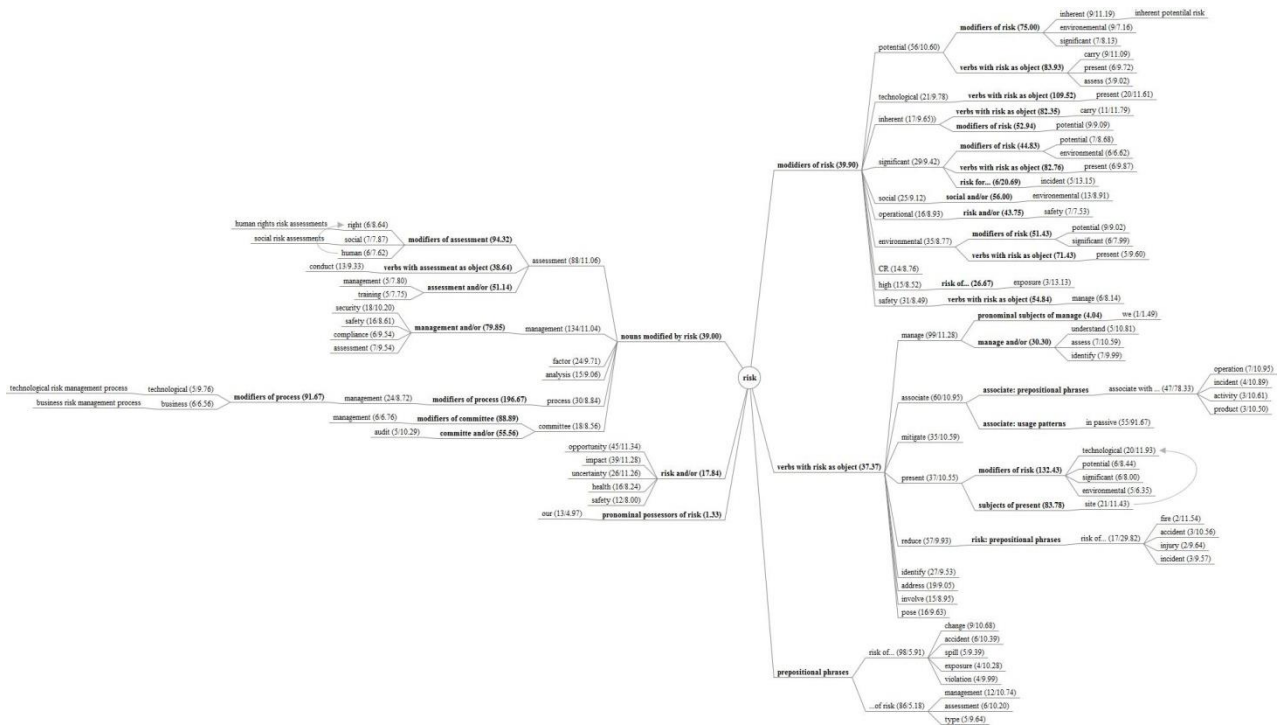 risk
modidiers of risk (39.90)
potential (56/10.60)
modifiers of risk (75.00)
inherent (9/11.19)
inherent potentilal risk
environemental (9/7.16)
significant (7/8.13)
verbs with risk as object (83.93)
carry (9/11.09)
present (6/9.72)
assess (5/9.02)
technological (21/9.78)
verbs with risk as object (109.52)
present (20/11.61)
inherent (17/9.65))
verbs with risk as object (82.35)
carry (11/11.79)
modifiers of risk (52.94)
potential (9/9.09)
significant (29/9.42)
modifiers of risk (44.83)
potential (7/8.68)
environmental (6/6.62)
verbs with risk as object (82.76)
present (6/9.87)
risk for... (6/20.69)
incident (5/13.15)
social (25/9.12)
social and/or (56.00)
environemental (13/8.91)
operational (16/8.93)
risk and/or (43.75)
safety (7/7.53)
environmental (35/8.77)
modifiers of risk (51.43)
potential (9/9.02)
significant (6/7.99)
verbs with risk as object (71.43)
present (5/9.60)
CR (14/8.76)
high (15/8.52)
risk of... (26.67)
exposure (3/13.13)
safety (31/8.49)
verbs with risk as object (54.84)
manage (6/8.14)
verbs with risk as object (37.37)
manage (99/11.28)
pronominal subjects of manage (4.04)
we (1/1.49)
manage and/or (30.30)
understand (5/10.81)
assess (7/10.59)
identify (7/9.99)
associate (60/10.95)
associate: prepositional phrases
associate with ... (47/78.33)
operation (7/10.95)
incident (4/10.89)
activity (3/10.61)
product (3/10.50)
associate: usage patterns
in passive (55/91.67)
mitigate (35/10.59)
present (37/10.55)
modifiers of risk (132.43)
technological (20/11.93)
potential (6/8.44)
significant (6/8.00)
environmental (5/6.35)
subjects of present (83.78)
site (21/11.43)
reduce (57/9.93)
risk: prepositional phrases
risk of... (17/29.82)
fire (2/11.54)
accident (3/10.56)
injury (2/9.64)
incident (3/9.57)
identify (27/9.53)
address (19/9.05)
involve (15/8.95)
pose (16/9.63)
prepositional phrases
risk of... (98/5.91)
change (9/10.68)
accident (6/10.39)
spill (5/9.39)
exposure (4/10.28)
violation (4/9.99)
...of risk (86/5.18)
management (12/10.74)
assessment (6/10.20)
type (5/9.64)
nouns modified by risk (39.00)
assessment (88/11.06)
modifiers of assessment (94.32)
right (6/8.64)
human rights risk assessments
social (7/7.87)
social risk assessments
human (6/7.62)
verbs with assessment as object (38.64)
conduct (13/9.33)
assessment and/or (51.14)
management (5/7.80)
training (5/7.75)
management (134/11.04)
management and/or (79.85)
security (18/10.20)
safety (16/8.61)
compliance (6/9.54)
assessment (7/9.54)
factor (24/9.71)
analysis (15/9.06)
process (30/8.84)
modifiers of process (196.67)
management (24/8.72)
modifiers of process (91.67)
technological (5/9.76)
technological risk management process
business (6/6.56)
business risk management process
committee (18/8.56)
modifiers of committee (88.89)
management (6/6.76)
committe and/or (55.56)
audit (5/10.29)
risk and/or (17.84)
opportunity (45/11.34)
impact (39/11.28)
uncertainty (26/11.26)
health (16/8.24)
safety (12/8.00)
pronominal possessors of risk (1.33)
our (13/4.97)